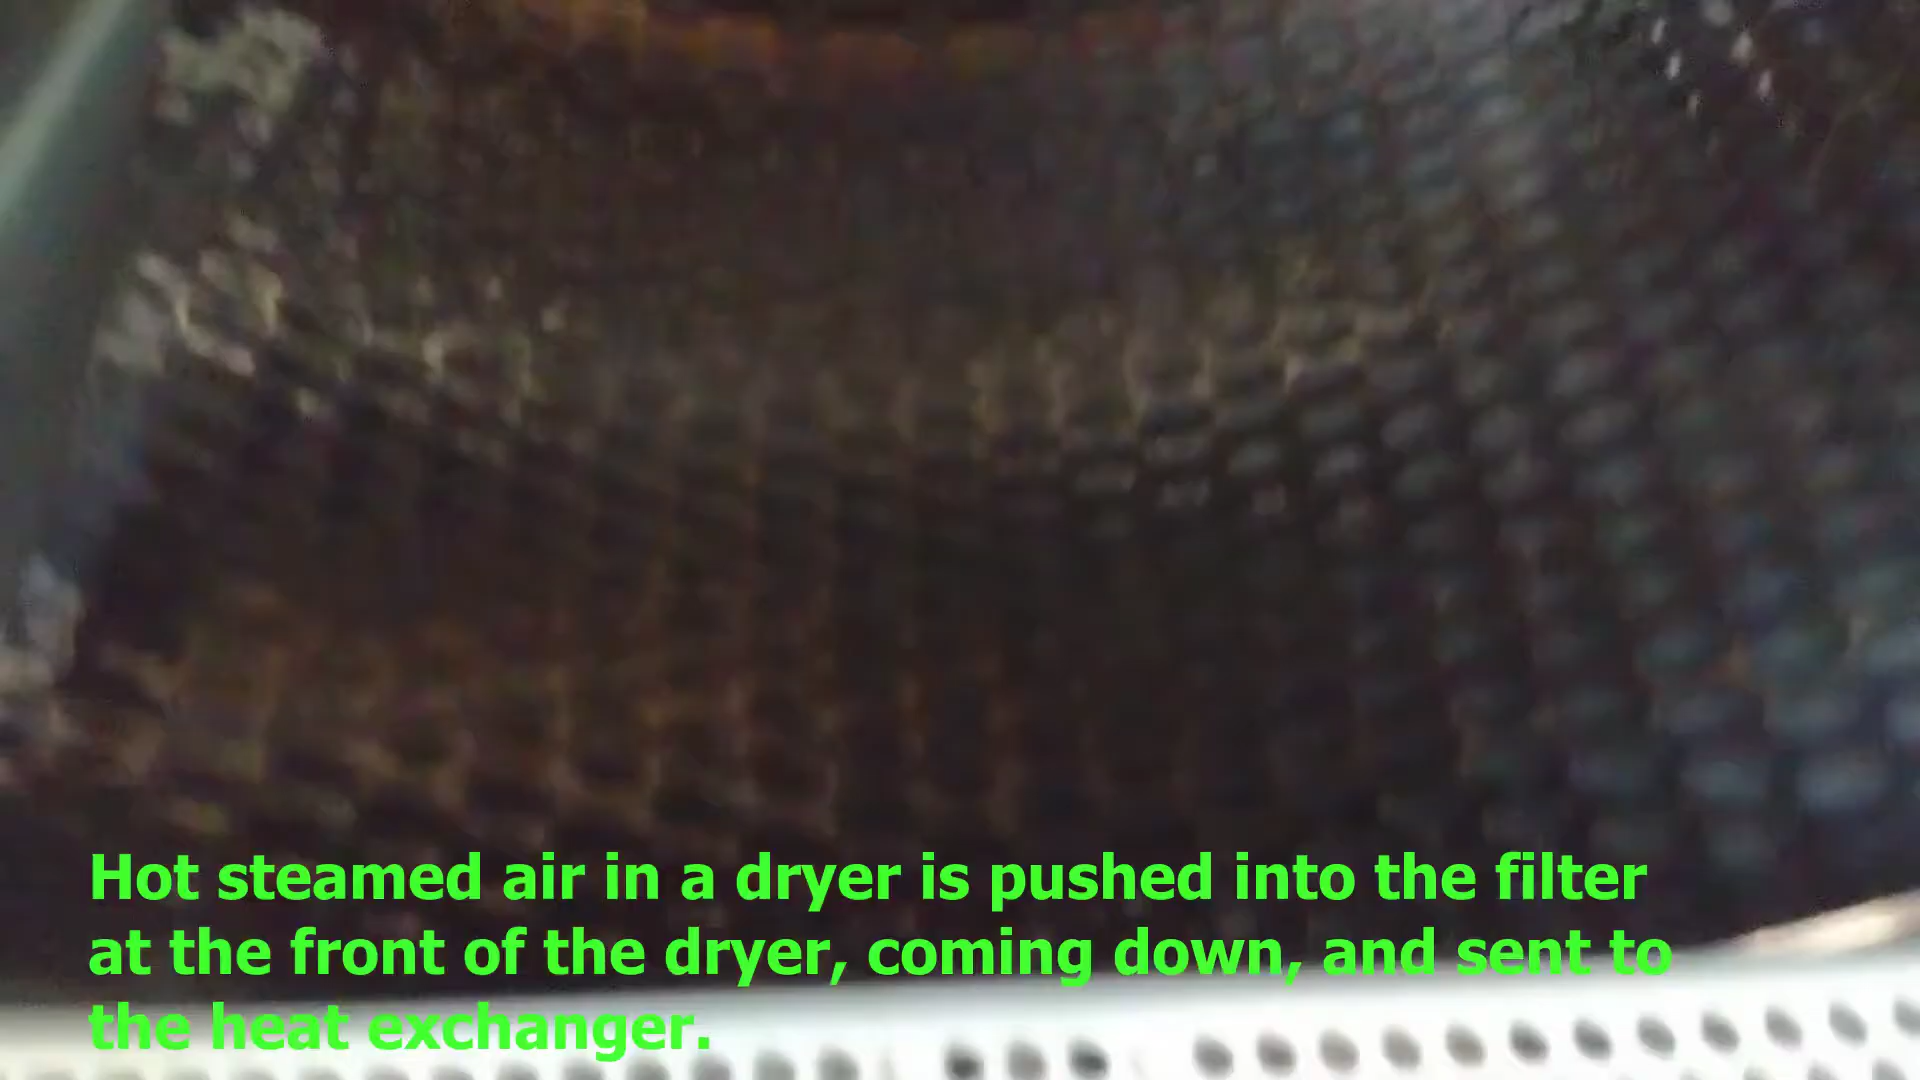 Hot steamed air in a dryer is pushed into the filter
at the front of the dryer, coming down, and sent to
the heat exchanger.